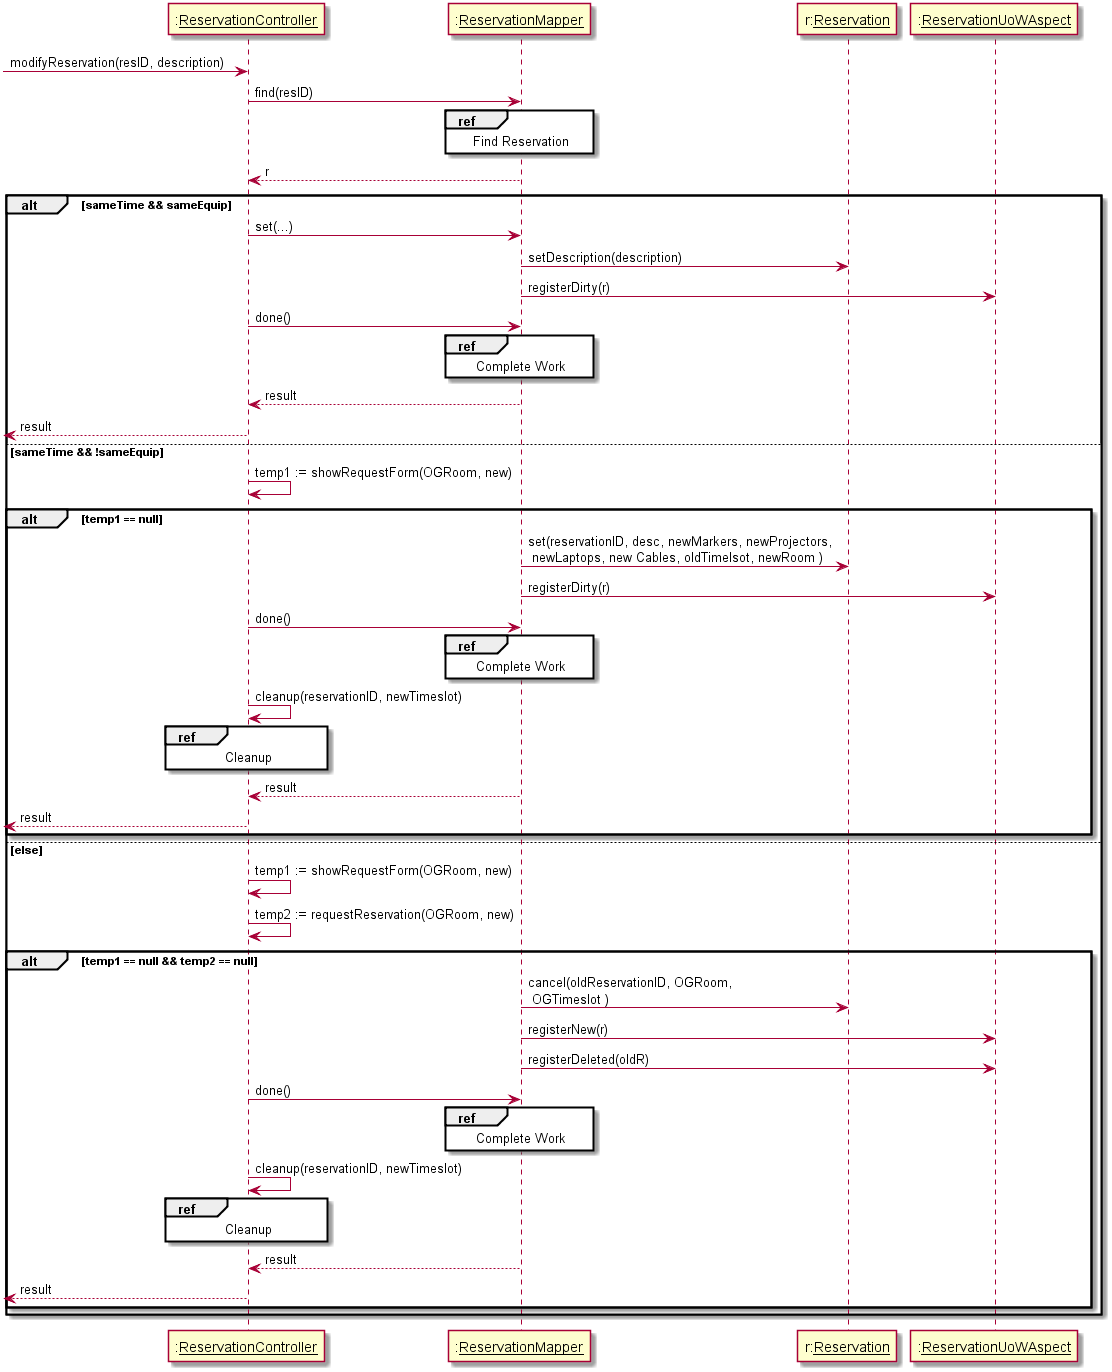 :ReservationController
:ReservationMapper
r:Reservation
:ReservationUoWAspect
modifyReservation(resID, description)
find(resID)
ref
Find Reservation
r
alt
[sameTime && sameEquip]
set(...)
setDescription(description)
registerDirty(r)
done()
ref
Complete Work
result
result
[sameTime && !sameEquip]
temp1 := showRequestForm(OGRoom, new)
alt
[temp1 == null]
set(reservationID, desc, newMarkers, newProjectors,
newLaptops, new Cables, oldTimelsot, newRoom )
registerDirty(r)
done()
ref
Complete Work
cleanup(reservationID, newTimeslot)
ref
Cleanup
result
result
[else]
temp1 := showRequestForm(OGRoom, new)
temp2 := requestReservation(OGRoom, new)
alt
[temp1 == null && temp2 == null]
cancel(oldReservationID, OGRoom,
OGTimeslot )
registerNew(r)
registerDeleted(oldR)
done()
ref
Complete Work
cleanup(reservationID, newTimeslot)
ref
Cleanup
result
result
:ReservationController
:ReservationMapper
r:Reservation
:ReservationUoWAspect